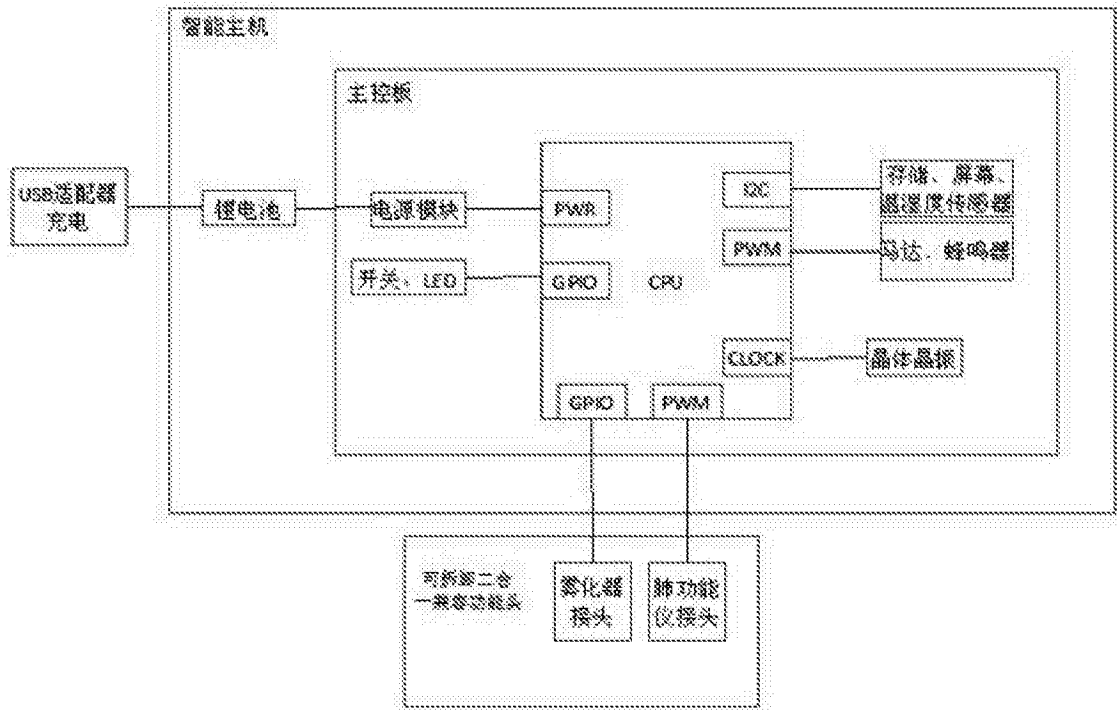 智能主机
主控板
USB适配器
充电
锂电池
电源模块
PWR
I2C
存储、屏幕、
温湿度传感器
PWM
马达、蜂鸣器
开关、LED
GPIO
CPU
CLOCK
晶体晶振
GPIO
PWM
可拆卸二合
一兼容功能头
雾化器
接头
肺功能
仪接头